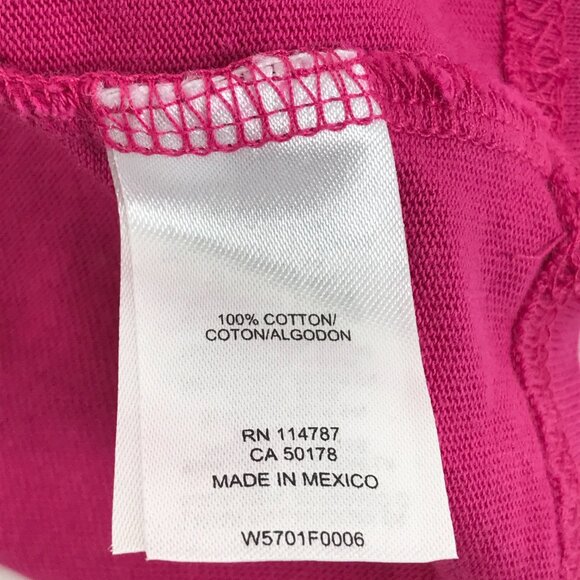 100% COTTON/
COTON/ALGODON
RN 114787
CA 50178
MADE IN MEXICO
W5701F0006